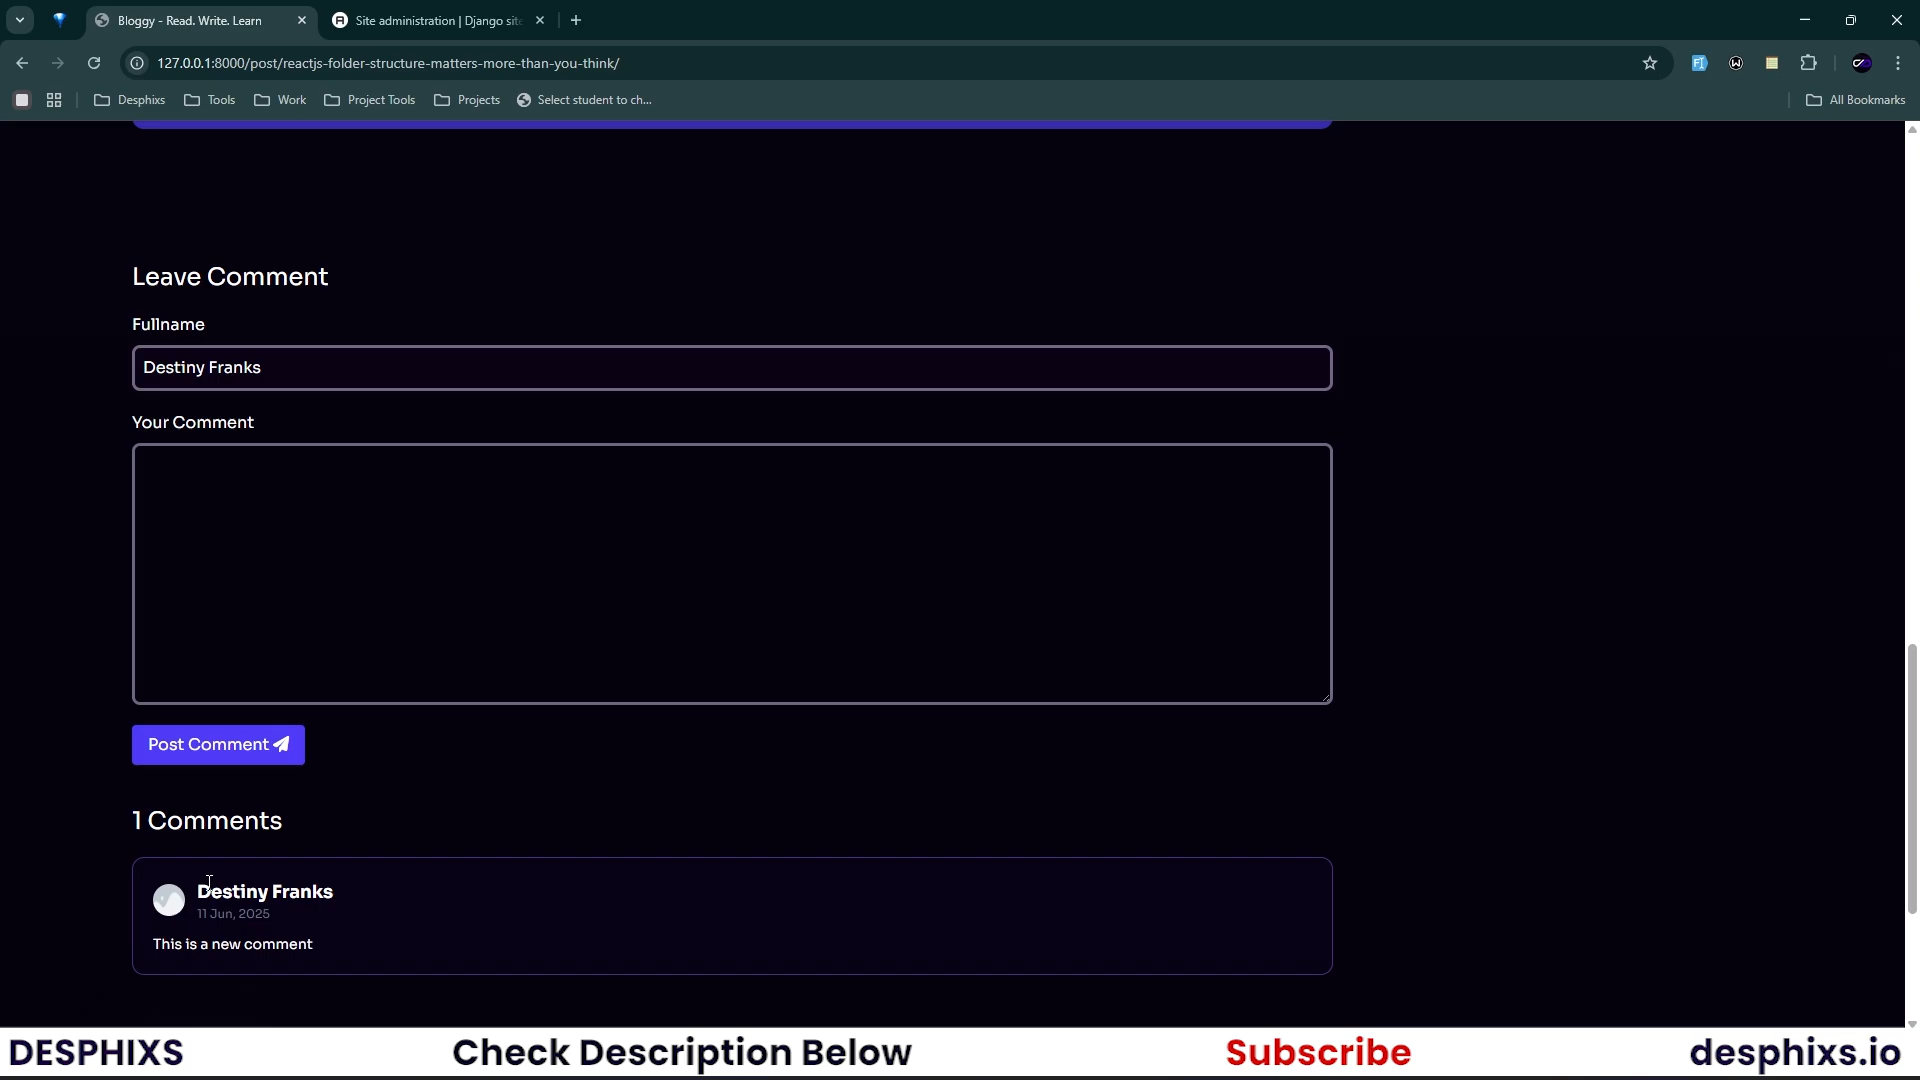 Bloggy - Read. Write. Learn
Site administration | Django site
127.0.0.1:8000/post/reactjs-folder-structure-matters-more-than-you-think/
Desphixs
Tools
Work
Project Tools
Projects
Select student to ch...
All Bookmarks
Leave Comment
Fullname
Destiny Franks
Your Comment
Post Comment
1 Comments
Destiny Franks
11 Jun, 2025
This is a new comment
DESPHIXS
Check Description Below
Subscribe
desphixs.io